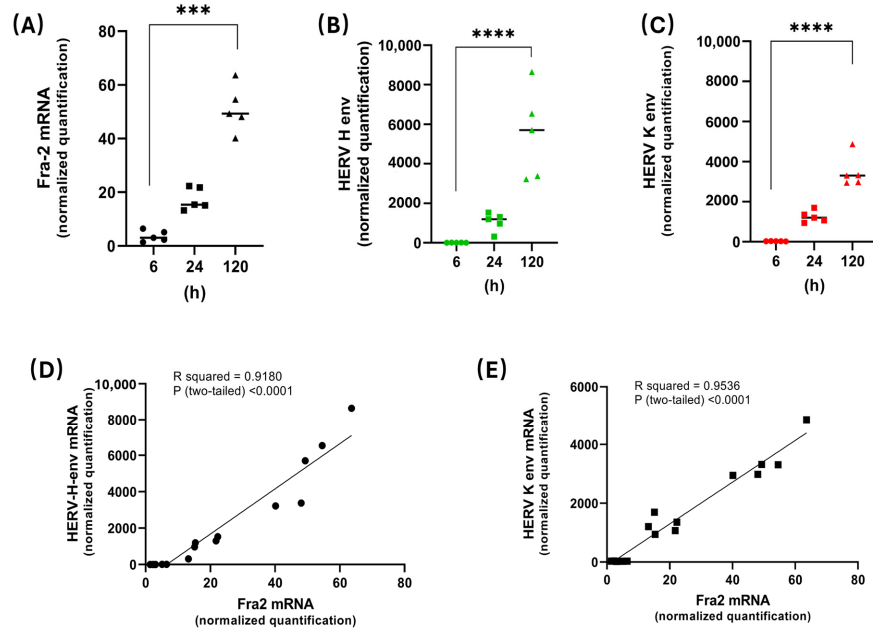 (A)
***
Fra-2 mRNA
(normalized quantification)
80
60
40
20
0
6 24 120
(h)
(B)
****
HERV H env
(normalized quantification)
10,000
8000
6000
4000
2000
0
6 24 120
(h)
(C)
****
HERV K env
(normalized quantification)
10,000
8000
6000
4000
2000
0
6 24 120
(h)
(D)
R squared = 0.9180
P (two-tailed) <0.0001
HERV-H-env mRNA
(normalized quantification)
10,000
8000
6000
4000
2000
0
0 20 40 60 80
Fra2 mRNA
(normalized quantification)
(E)
R squared = 0.9536
P (two-tailed) <0.0001
HERV K env mRNA
(normalized quantification)
6000
4000
2000
0
0 20 40 60 80
Fra2 mRNA
(normalized quantification)